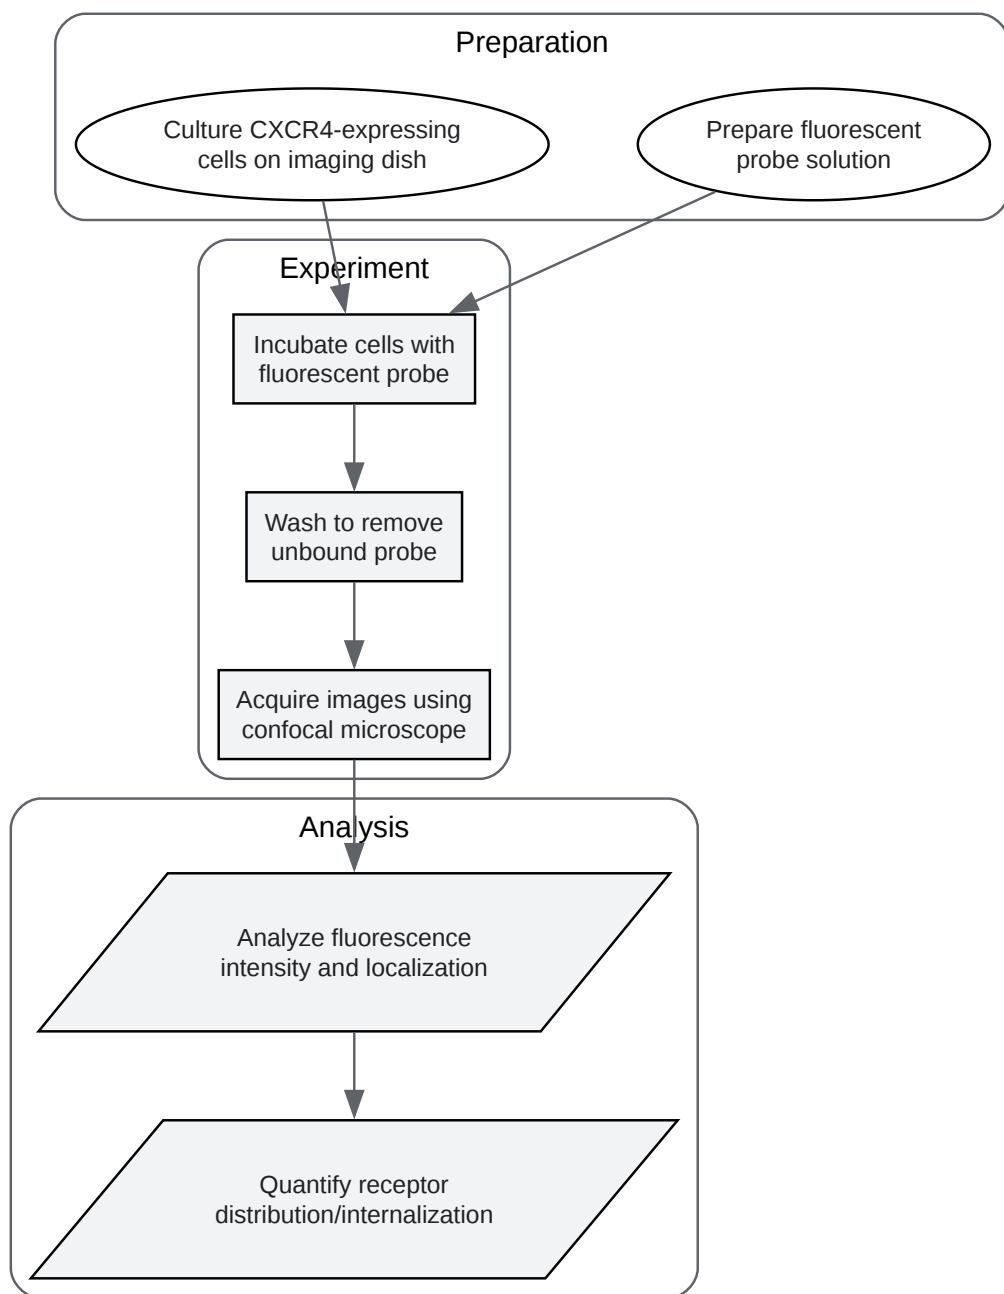 Preparation
Culture CXCR4-expressing
cells on imaging dish
Prepare fluorescent
probe solution
Experiment
Incubate cells with
fluorescent probe
Wash to remove
unbound probe
Acquire images using
confocal microscope
Analysis
Analyze fluorescence
intensity and localization
Quantify receptor
distribution/internalization